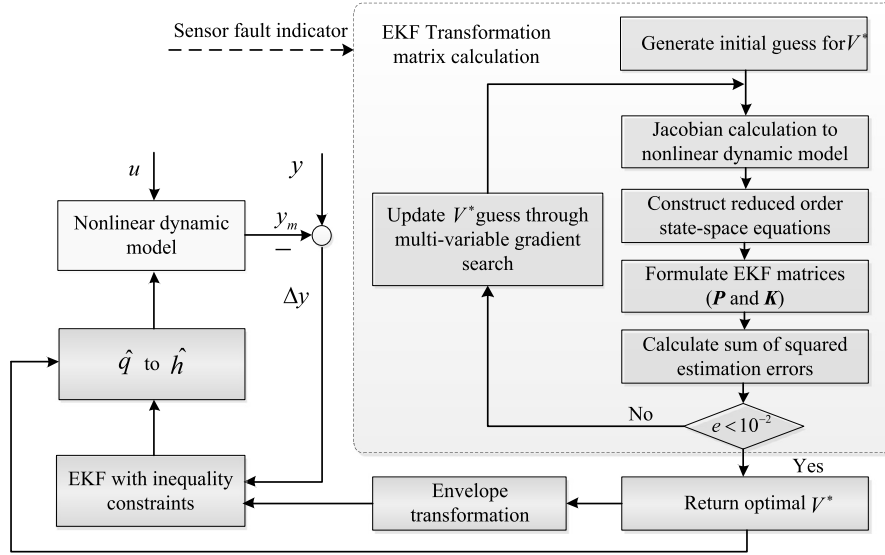 Sensor fault indicator
EKF Transformation
matrix calculation
Generate initial guess for V*
Jacobian calculation to
nonlinear dynamic model
Construct reduced order
state-space equations
Formulate EKF matrices
(P and K)
Calculate sum of squared
estimation errors
e < 10⁻²
No
Yes
Update V* guess through
multi-variable gradient
search
u
y
Nonlinear dynamic
model
yₘ
−
Δy
q̂ to ĥ
EKF with inequality
constraints
Envelope
transformation
Return optimal V*